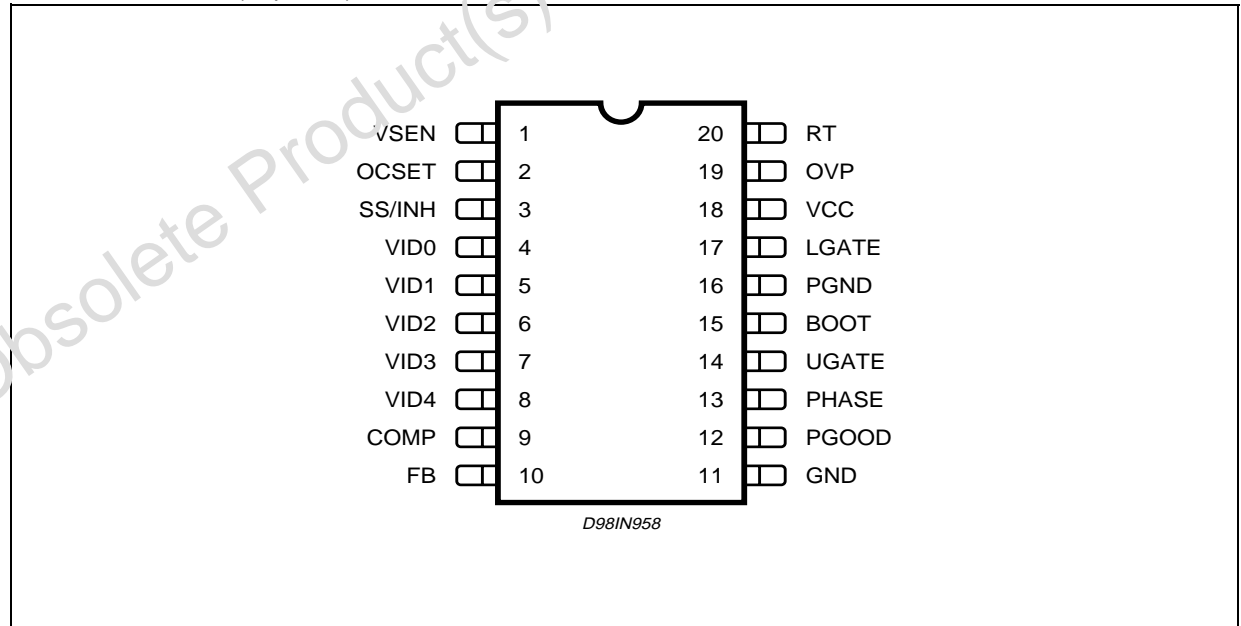 Obsolete Product(s)
VSEN 1 20 RT
OCSET 2 19 OVP
SS/INH 3 18 VCC
VID0 4 17 LGATE
VID1 5 16 PGND
VID2 6 15 BOOT
VID3 7 14 UGATE
VID4 8 13 PHASE
COMP 9 12 PGOOD
FB 10 11 GND
D98IN958